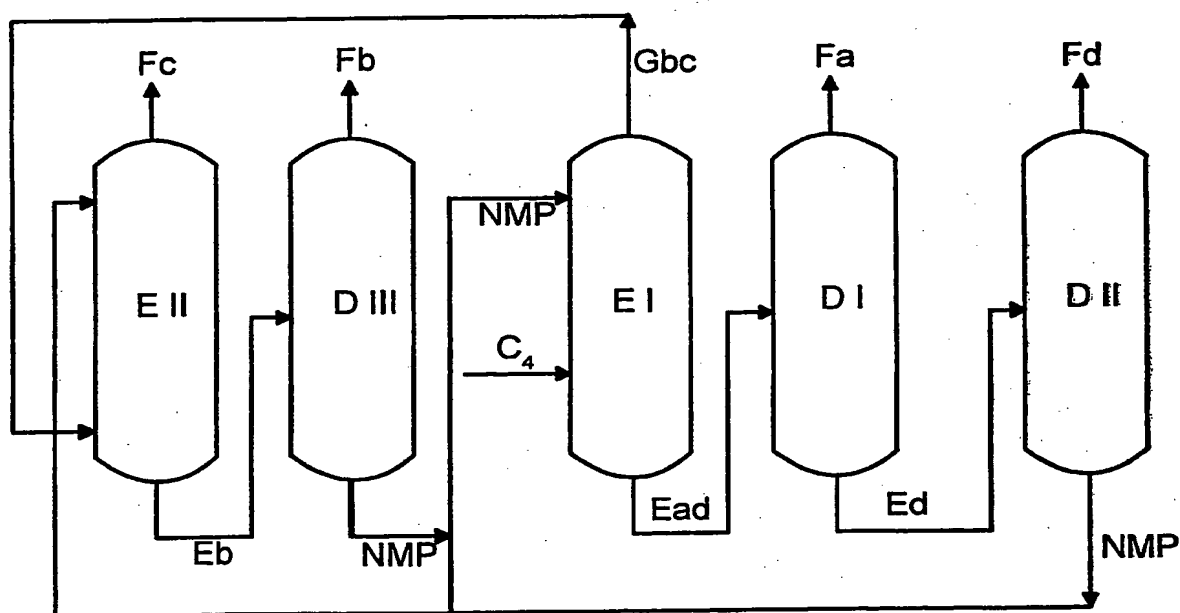 Fc
Fb
Gbc
Fa
Fd
NMP
E II
D III
E I
D I
D II
C₄
Ead
Ed
Eb
NMP
NMP